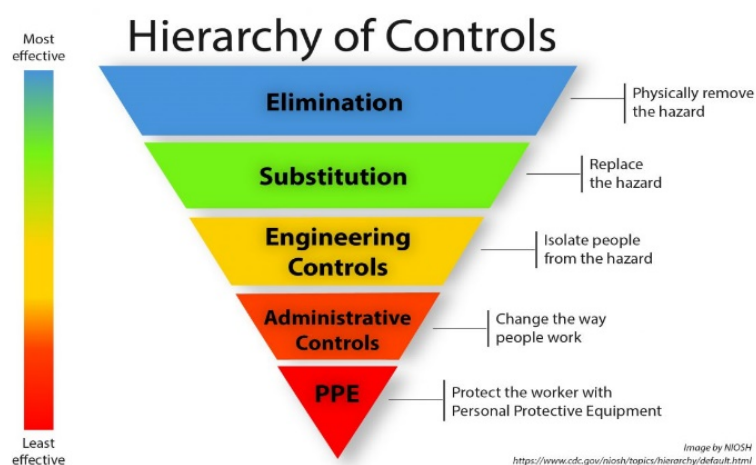 Hierarchy of Controls
Most
effective
Elimination
Physically remove
the hazard
Substitution
Replace
the hazard
Engineering
Controls
Isolate people
from the hazard
Administrative
Controls
Change the way
people work
PPE
Protect the worker with
Personal Protective Equipment
Least
effective
Image by NIOSH
https://www.cdc.gov/niosh/topics/hierarchy/default.html